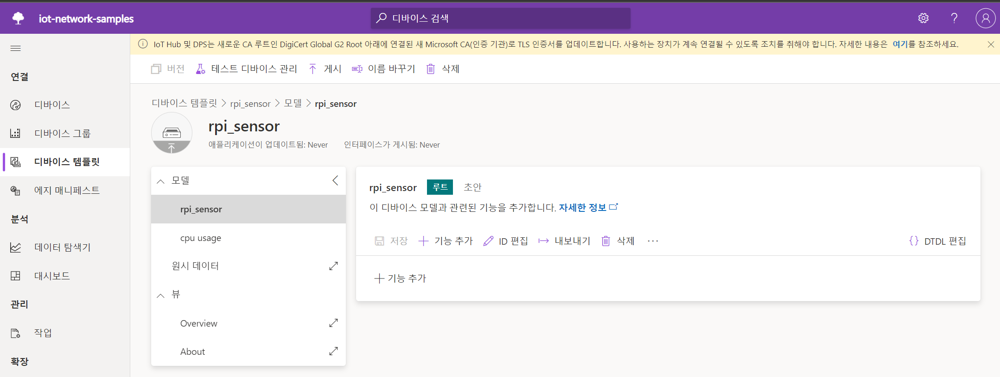 iot-network-samples
디바이스 검색
IoT Hub 및 DPS는 새로운 CA 루트인 DigiCert Global G2 Root 아래에 연결된 새 Microsoft CA(인증 기관)로 TLS 인증서를 업데이트합니다. 사용하는 장치가 계속 연결될 수 있도록 조치를 취해야 합니다. 자세한 내용은 여기를 참조하세요.
버전 테스트 디바이스 관리 게시 이름 바꾸기 삭제
연결
디바이스
디바이스 그룹
디바이스 템플릿
에지 매니페스트
분석
데이터 탐색기
대시보드
관리
작업
확장
디바이스 템플릿 > rpi_sensor > 모델 > rpi_sensor
rpi_sensor
애플리케이션이 업데이트됨: Never 인터페이스가 게시됨: Never
모델
rpi_sensor
cpu usage
원시 데이터
뷰
Overview
About
rpi_sensor 루트 초안
이 디바이스 모델과 관련된 기능을 추가합니다. 자세한 정보
저장 기능 추가 ID 편집 내보내기 삭제 ··· {} DTDL 편집
기능 추가